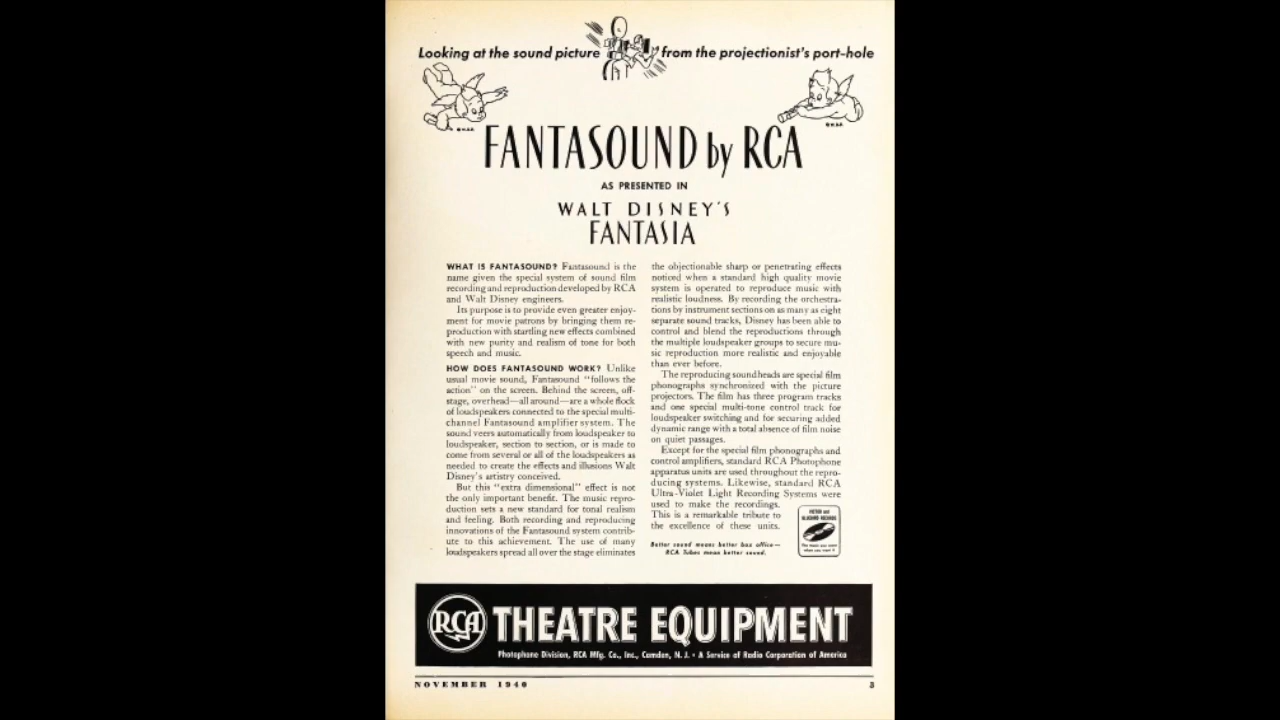 Looking at the sound picture from the projectionist's port-hole
© W.D.P.
© W.D.P.
FANTASOUND by RCA
AS PRESENTED IN
WALT DISNEY'S
FANTASIA
WHAT IS FANTASOUND? Fantasound is the
name given the special system of sound film
recording and reproduction developed by RCA
and Walt Disney engineers.
Its purpose is to provide even greater enjoy-
ment for movie patrons by bringing them re-
production with startling new effects combined
with new purity and realism of tone for both
speech and music.
HOW DOES FANTASOUND WORK? Unlike
usual movie sound, Fantasound "follows the
action" on the screen. Behind the screen, off-
stage, overhead—all around—are a whole flock
of loudspeakers connected to the special multi-
channel Fantasound amplifier system. The
sound veers automatically from loudspeaker to
loudspeaker, section to section, or is made to
come from several or all of the loudspeakers as
needed to create the effects and illusions Walt
Disney's artistry conceived.
But this "extra dimensional" effect is not
the only important benefit. The music repro-
duction sets a new standard for tonal realism
and feeling. Both recording and reproducing
innovations of the Fantasound system contrib-
ute to this achievement. The use of many
loudspeakers spread all over the stage eliminates
the objectionable sharp or penetrating effects
noticed when a standard high quality movie
system is operated to reproduce music with
realistic loudness. By recording the orchestra-
tions by instrument sections on as many as eight
separate sound tracks, Disney has been able to
control and blend the reproductions through
the multiple loudspeaker groups to secure mu-
sic reproduction more realistic and enjoyable
than ever before.
The reproducing soundheads are special film
phonographs synchronized with the picture
projectors. The film has three program tracks
and one special multi-tone control track for
loudspeaker switching and for securing added
dynamic range with a total absence of film noise
on quiet passages.
Except for the special film phonographs and
control amplifiers, standard RCA Photophone
apparatus units are used throughout the repro-
ducing systems. Likewise, standard RCA
Ultra-Violet Light Recording Systems were
used to make the recordings.
This is a remarkable tribute to
the excellence of these units.
Better sound means better box office—
RCA Tubes mean better sound.
VICTOR and
BLUEBIRD RECORDS
The music you want
when you want it
RCA THEATRE EQUIPMENT
Photophone Division, RCA Mfg. Co., Inc., Camden, N. J. • A Service of Radio Corporation of America
NOVEMBER 1940